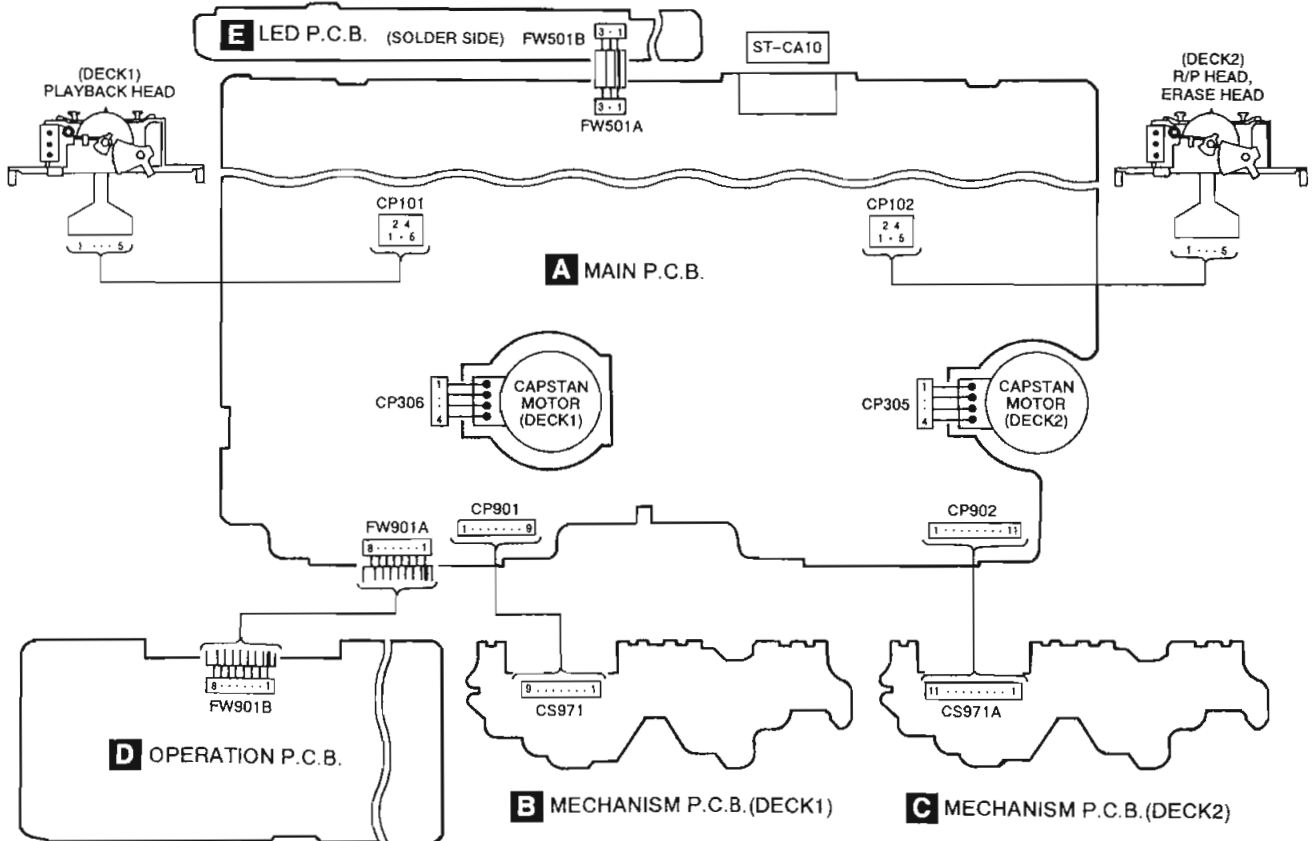 E LED P.C.B. (SOLDER SIDE) FW501B
3 - 1
ST-CA10
3 - 1
FW501A
(DECK1)
PLAYBACK HEAD
(DECK2)
R/P HEAD,
ERASE HEAD
1 · · · 5
CP101
2 4
1 · 5
CP102
2 4
1 · 5
1 · · · 5
A MAIN P.C.B.
CP306
1
·
·
4
CAPSTAN
MOTOR
(DECK1)
CP305
1
·
·
4
CAPSTAN
MOTOR
(DECK2)
FW901A
8 · · · · · · 1
CP901
1 · · · · · · · 9
CP902
1 · · · · · · · · 11
8 · · · · · · 1
FW901B
D OPERATION P.C.B.
9 · · · · · · · 1
CS971
B MECHANISM P.C.B.(DECK1)
11 · · · · · · · · 1
CS971A
C MECHANISM P.C.B.(DECK2)